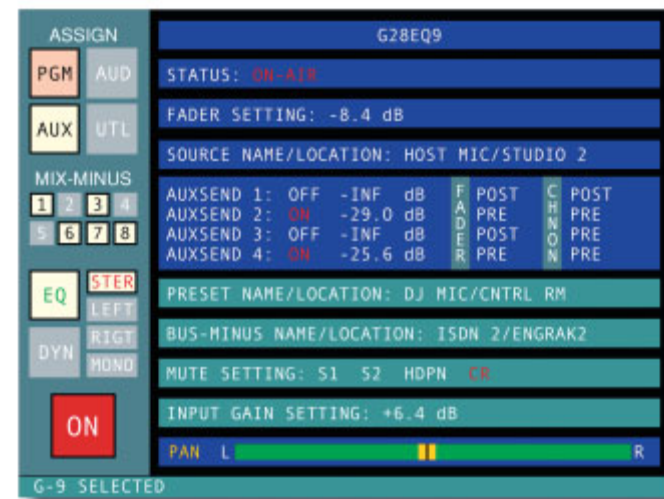 ASSIGN
PGM AUD
AUX UTL
MIX-MINUS
1 2 3 4
5 6 7 8
EQ STER
LEFT
DYN RIGT
MONO
ON
G28EQ9
STATUS: ON-AIR
FADER SETTING: -8.4 dB
SOURCE NAME/LOCATION: HOST MIC/STUDIO 2
AUXSEND 1: OFF -INF dB POST POST
AUXSEND 2: ON -29.0 dB PRE PRE
AUXSEND 3: OFF -INF dB POST PRE
AUXSEND 4: ON -25.6 dB PRE PRE
FADER
CHNON
PRESET NAME/LOCATION: DJ MIC/CNTRL RM
BUS-MINUS NAME/LOCATION: ISDN 2/ENGRAK2
MUTE SETTING: S1 S2 HDPN CR
INPUT GAIN SETTING: +6.4 dB
PAN L R
G-9 SELECTED